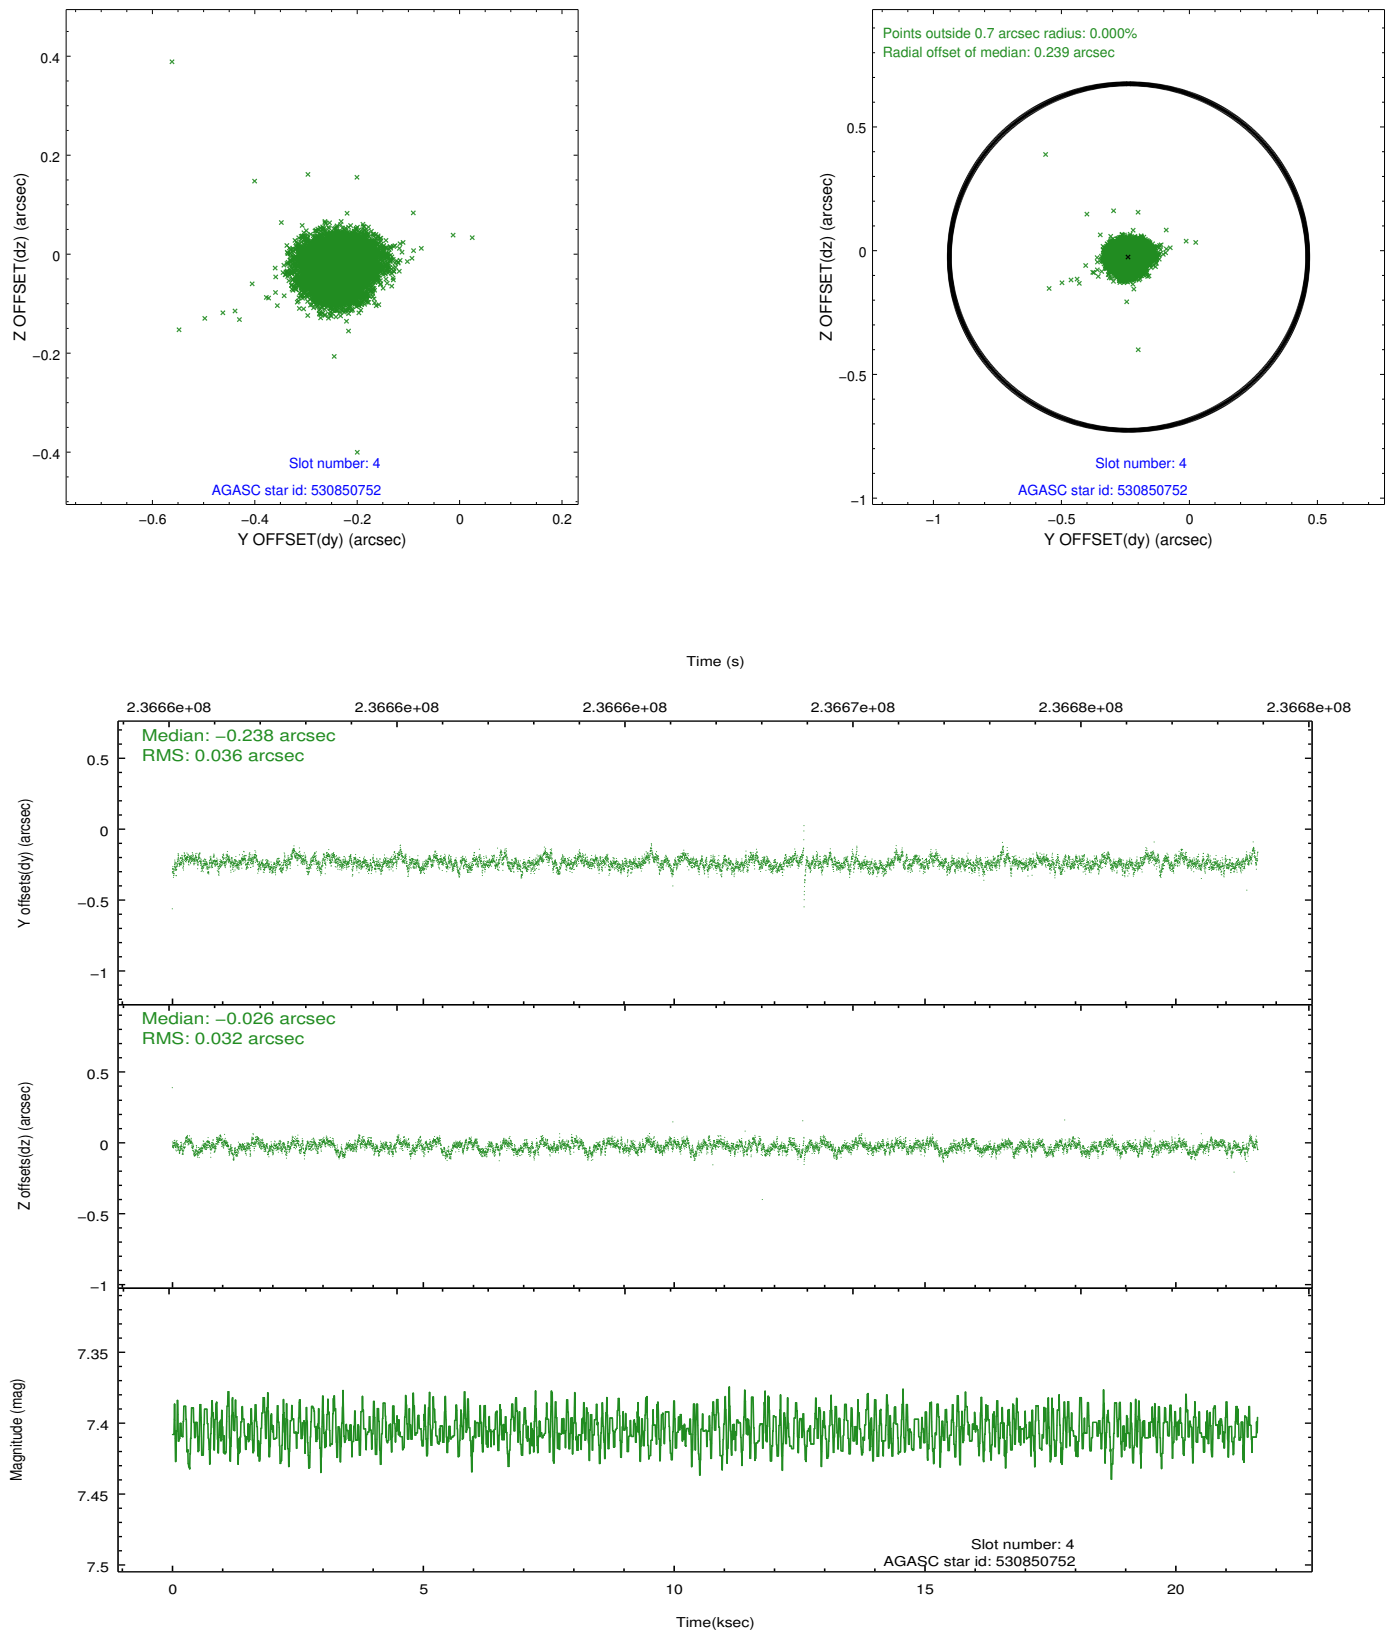 0.4
0.2
0
−0.2
−0.4
Z OFFSET(dz) (arcsec)
Slot number: 4
AGASC star id: 530850752
−0.6
−0.4
−0.2
0
0.2
Y OFFSET(dy) (arcsec)
Points outside 0.7 arcsec radius: 0.000%
Radial offset of median: 0.239 arcsec
0.5
0
−0.5
−1
Z OFFSET(dz) (arcsec)
Slot number: 4
AGASC star id: 530850752
−1
−0.5
0
0.5
Y OFFSET(dy) (arcsec)
Time (s)
2.3666e+08
2.3666e+08
2.3666e+08
2.3667e+08
2.3668e+08
2.3668e+08
Median: −0.238 arcsec
RMS: 0.036 arcsec
0.5
0
−0.5
−1
Y offsets(dy) (arcsec)
Median: −0.026 arcsec
RMS: 0.032 arcsec
0.5
0
−0.5
−1
Z offsets(dz) (arcsec)
7.35
7.4
7.45
7.5
Magnitude (mag)
Slot number: 4
AGASC star id: 530850752
0
5
10
15
20
Time(ksec)